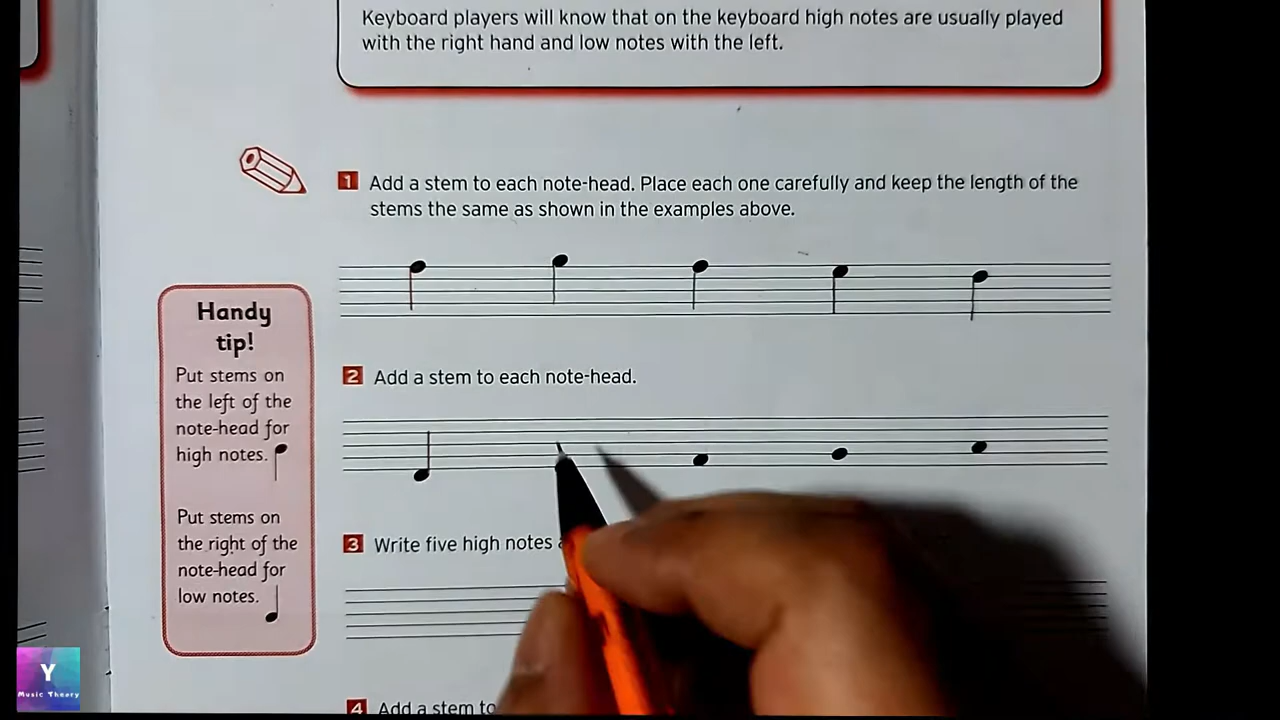 Keyboard players will know that on the keyboard high notes are usually played
with the right hand and low notes with the left.
1 Add a stem to each note-head. Place each one carefully and keep the length of the
stems the same as shown in the examples above.
Handy
tip!
Put stems on
the left of the
note-head for
high notes.
Put stems on
the right of the
note-head for
low notes.
2 Add a stem to each note-head.
3 Write five high notes
4 Add a stem to
Y
Music Theory